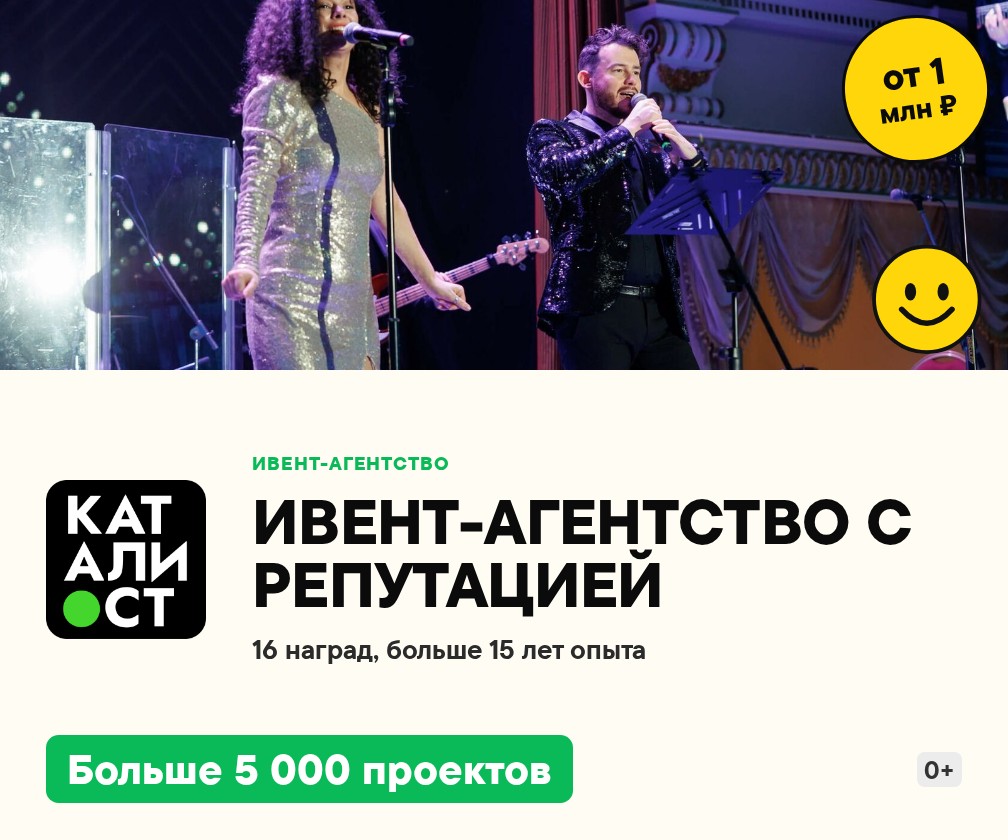 от 1
млн ₽
ИВЕНТ-АГЕНТСТВО
КАТ
АЛИ
СТ
ИВЕНТ-АГЕНТСТВО С
РЕПУТАЦИЕЙ
16 наград, больше 15 лет опыта
Больше 5 000 проектов
0+